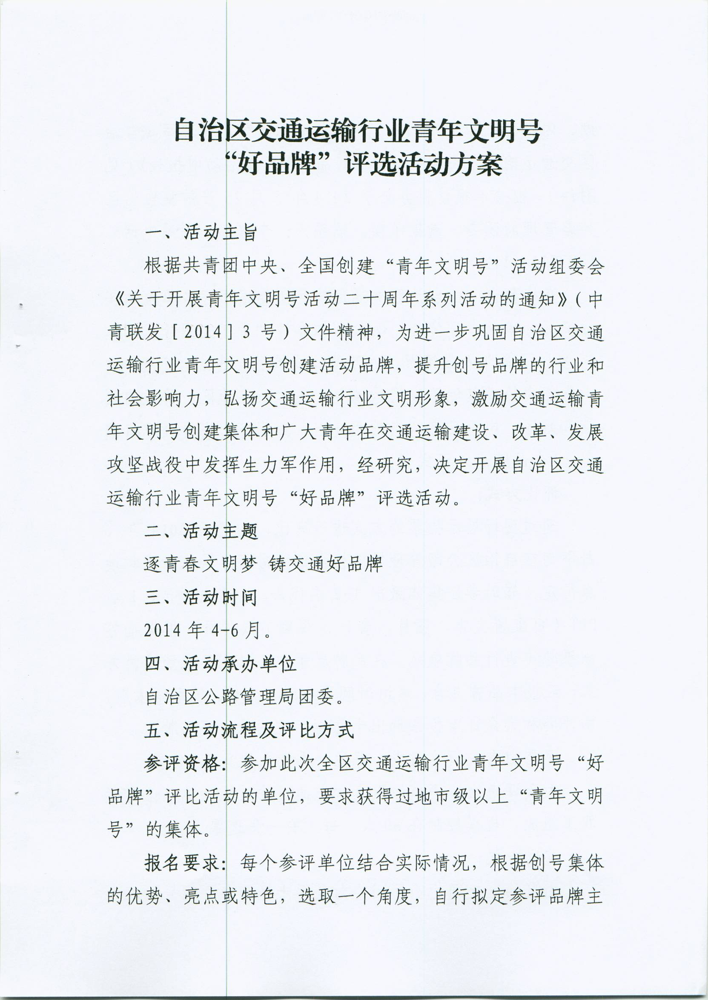 自治区交通运输行业青年文明号
“好品牌”评选活动方案
一、活动主旨
根据共青团中央、全国创建“青年文明号”活动组委会
《关于开展青年文明号活动二十周年系列活动的通知》（中
青联发[2014]3 号）文件精神，为进一步巩固自治区交通
运输行业青年文明号创建活动品牌，提升创号品牌的行业和
社会影响力，弘扬交通运输行业文明形象，激励交通运输青
年文明号创建集体和广大青年在交通运输建设、改革、发展
攻坚战役中发挥生力军作用，经研究，决定开展自治区交通
运输行业青年文明号“好品牌”评选活动。
二、活动主题
逐青春文明梦 铸交通好品牌
三、活动时间
2014 年 4-6 月。
四、活动承办单位
自治区公路管理局团委。
五、活动流程及评比方式
参评资格：参加此次全区交通运输行业青年文明号“好
品牌”评比活动的单位，要求获得过地市级以上“青年文明
号”的集体。
报名要求：每个参评单位结合实际情况，根据创号集体
的优势、亮点或特色，选取一个角度，自行拟定参评品牌主